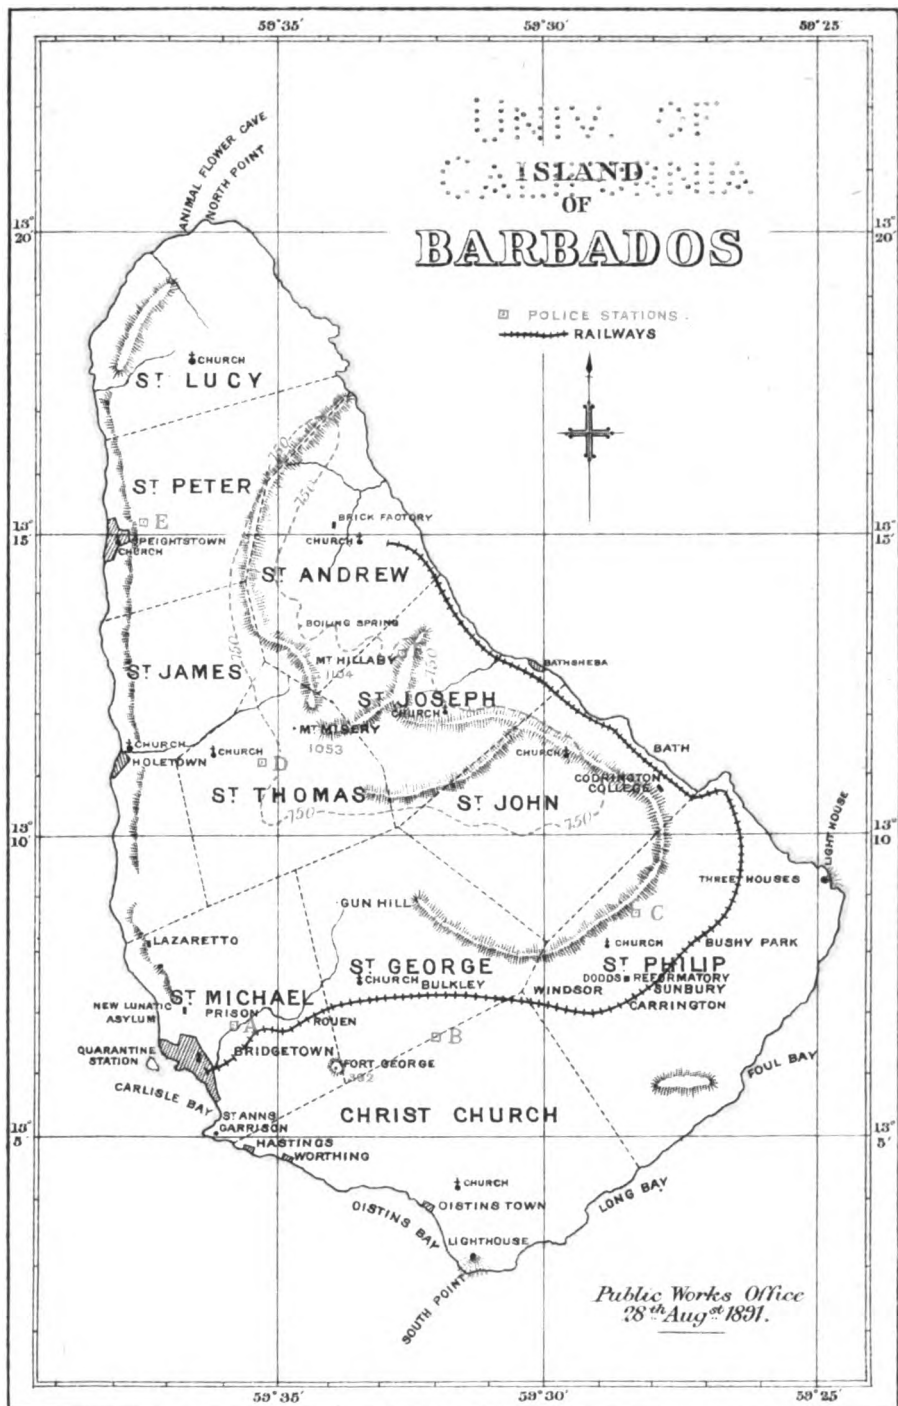 59°35'
59°30'
59°25'
UNIV. OF
CALIFORNIA
ISLAND
OF
BARBADOS
POLICE STATIONS.
RAILWAYS
ANIMAL FLOWER CAVE
NORTH POINT
13°
20'
13°
20'
CHURCH
ST LUCY
ST PETER
750
750
E
SPEIGHTSTOWN
CHURCH
BRICK FACTORY
CHURCH
13°
15'
13°
15'
ST ANDREW
BOILING SPRING
750
750
ST JAMES
MT HILLABY
1104
BATHSHEBA
ST JOSEPH
CHURCH
MT MISERY
1053
CHURCH
HOLETOWN
CHURCH
D
CHURCH
BATH
CODRINGTON
COLLEGE
ST THOMAS
ST JOHN
750
750
13°
10'
13°
10'
LIGHTHOUSE
THREE HOUSES
GUN HILL
C
LAZARETTO
CHURCH
BUSHY PARK
ST GEORGE
CHURCH
BULKLEY
ST PHILIP
DODDS REFORMATORY
WINDSOR
SUNBURY
CARRINGTON
ST MICHAEL
PRISON
NEW LUNATIC
ASYLUM
A
ROUEN
B
BRIDGETOWN
QUARANTINE
STATION
FORT GEORGE
392
FOUL BAY
CARLISLE BAY
CHRIST CHURCH
ST ANNS
GARRISON
HASTINGS
WORTHING
13°
5'
13°
5'
CHURCH
OISTINS TOWN
OISTINS BAY
LONG BAY
LIGHTHOUSE
SOUTH POINT
Public Works Office
28th Augst 1891.
59°35'
59°30'
59°25'